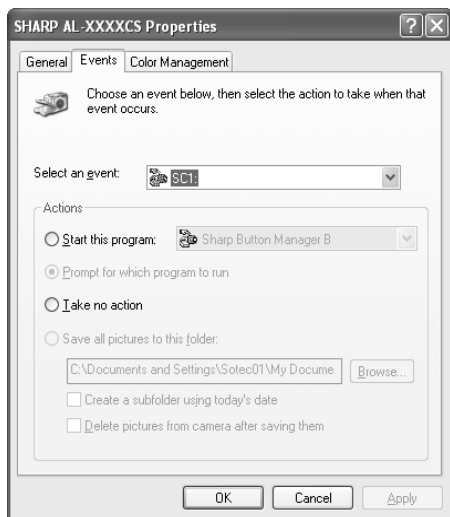 SHARP AL-XXXXCS Properties
General Events Color Management
Choose an event below, then select the action to take when that
event occurs.
Select an event: SC1:
Actions
Start this program: Sharp Button Manager B
Prompt for which program to run
Take no action
Save all pictures to this folder:
C:\Documents and Settings\Sotec01\My Docume Browse...
Create a subfolder using today's date
Delete pictures from camera after saving them
OK Cancel Apply